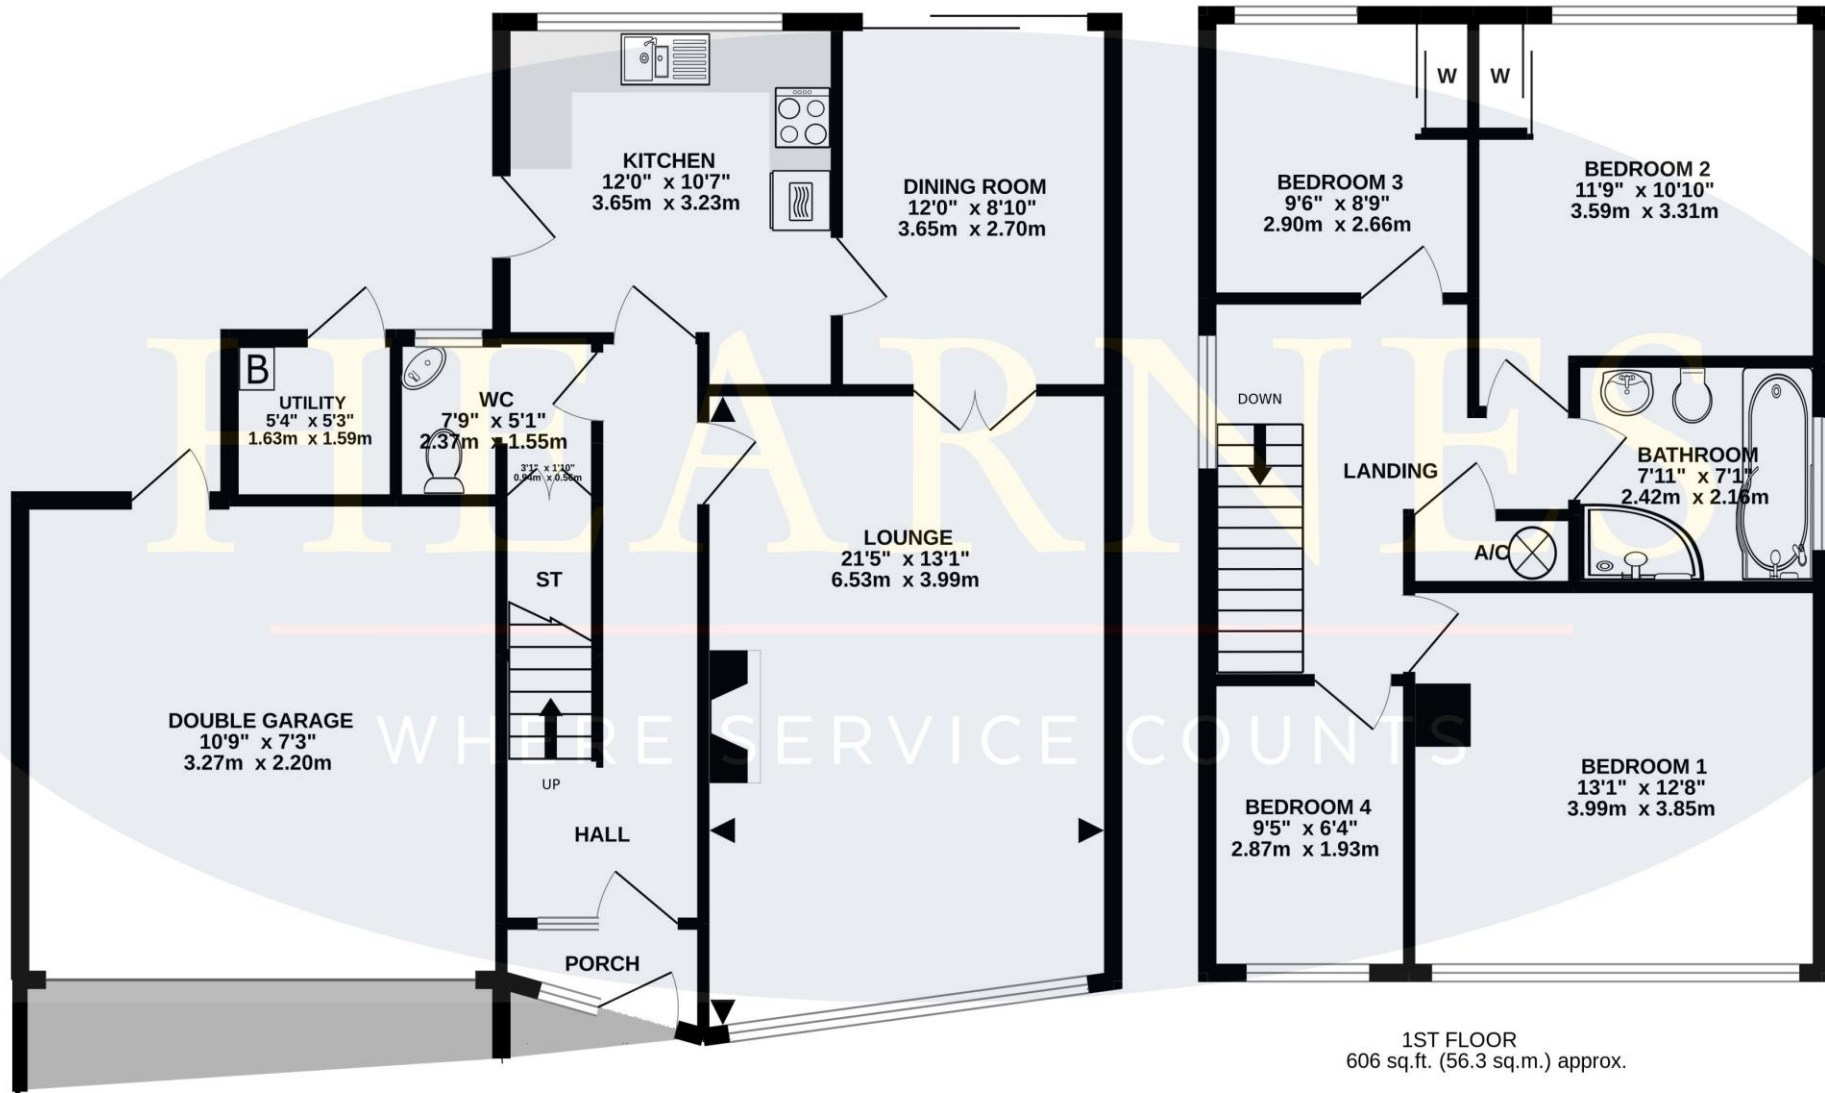 KITCHEN
12'0" x 10'7"
3.65m x 3.23m
DINING ROOM
12'0" x 8'10"
3.65m x 2.70m
B
UTILITY
5'4" x 5'3"
1.63m x 1.59m
WC
7'9" x 5'1"
2.37m x 1.55m
3'1" x 1'10"
0.94m x 0.56m
ST
LOUNGE
21'5" x 13'1"
6.53m x 3.99m
DOUBLE GARAGE
10'9" x 7'3"
3.27m x 2.20m
UP
HALL
PORCH
W
W
BEDROOM 3
9'6" x 8'9"
2.90m x 2.66m
BEDROOM 2
11'9" x 10'10"
3.59m x 3.31m
DOWN
LANDING
BATHROOM
7'11" x 7'1"
2.42m x 2.16m
A/C
BEDROOM 4
9'5" x 6'4"
2.87m x 1.93m
BEDROOM 1
13'1" x 12'8"
3.99m x 3.85m
1ST FLOOR
606 sq.ft. (56.3 sq.m.) approx.
HEARNES
WHERE SERVICE COUNTS